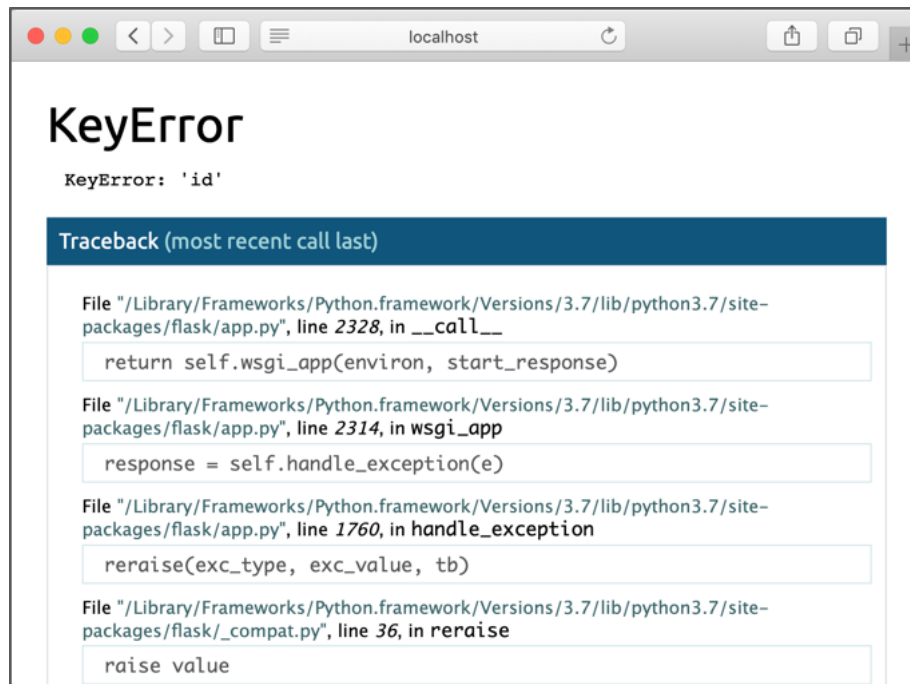 localhost
KeyError
KeyError: 'id'
Traceback (most recent call last)
File "/Library/Frameworks/Python.framework/Versions/3.7/lib/python3.7/site-
packages/flask/app.py", line 2328, in __call__
return self.wsgi_app(environ, start_response)
File "/Library/Frameworks/Python.framework/Versions/3.7/lib/python3.7/site-
packages/flask/app.py", line 2314, in wsgi_app
response = self.handle_exception(e)
File "/Library/Frameworks/Python.framework/Versions/3.7/lib/python3.7/site-
packages/flask/app.py", line 1760, in handle_exception
reraise(exc_type, exc_value, tb)
File "/Library/Frameworks/Python.framework/Versions/3.7/lib/python3.7/site-
packages/flask/_compat.py", line 36, in reraise
raise value